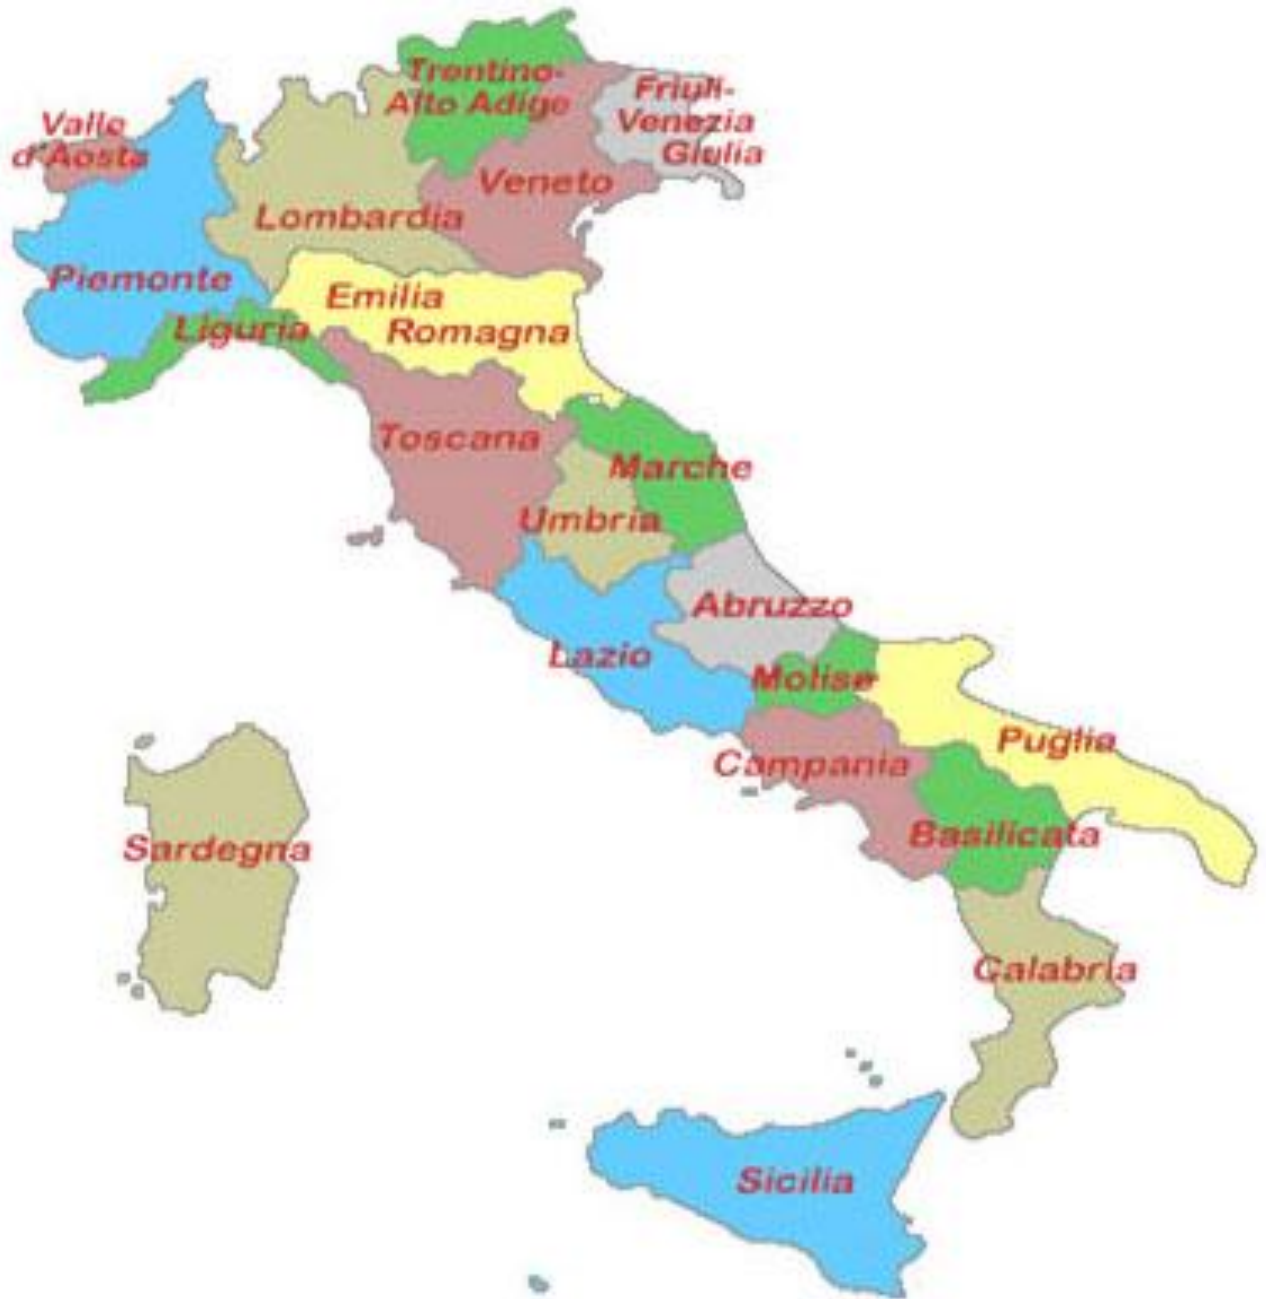 Trentino-
Alto Adige
Friuli-
Venezia
Giulia
Valle
d'Aosta
Veneto
Lombardia
Piemonte
Emilia
Romagna
Liguria
Toscana
Marche
Umbria
Abruzzo
Lazio
Molise
Puglia
Campania
Basilicata
Sardegna
Calabria
Sicilia